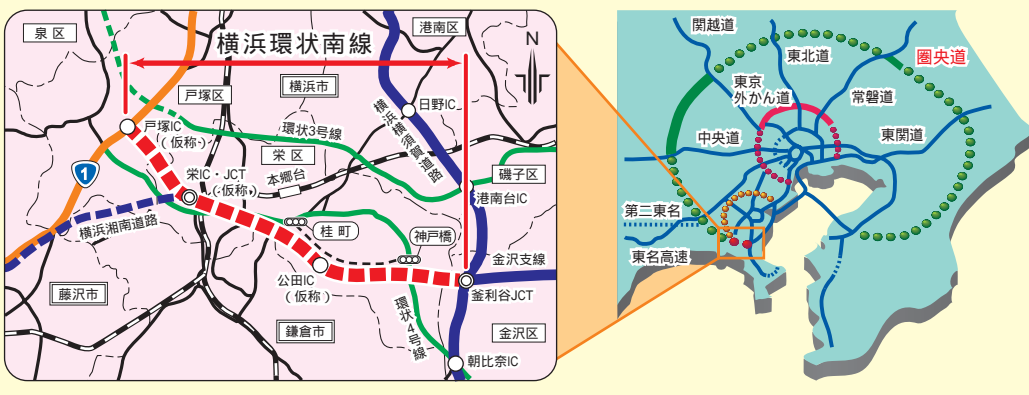 泉区
横浜環状南線
港南区
N
横浜市
戸塚区
日野IC
横浜横須賀道路
戸塚IC
(仮称)
環状3号線
栄区
1
栄IC・JCT
(仮称)
本郷台
磯子区
港南台IC
横浜湘南道路
桂町
神戸橋
金沢支線
公田IC
(仮称)
藤沢市
釜利谷JCT
環状4号線
鎌倉市
金沢区
朝比奈IC
関越道
東北道
圏央道
東京
外かん道
常磐道
中央道
東関道
第二東名
東名高速